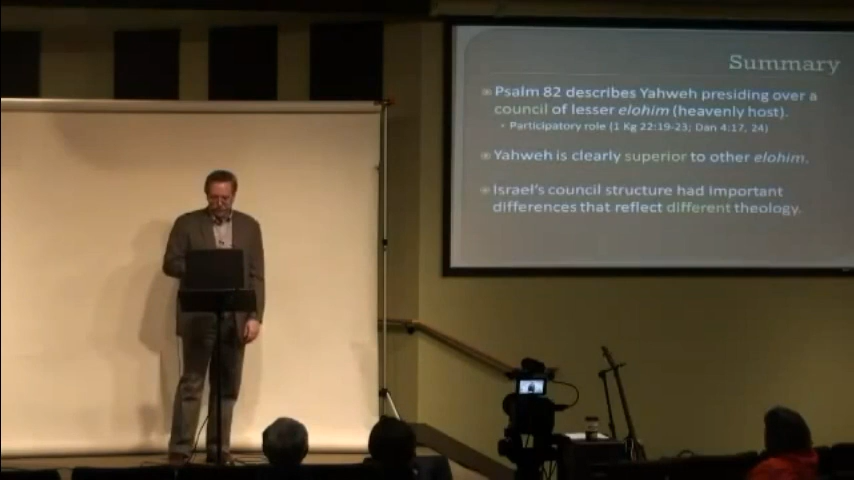 Summary
Psalm 82 describes Yahweh presiding over a
council of lesser elohim (heavenly host).
• Participatory role (1 Kg 22:19-23; Dan 4:17, 24)
Yahweh is clearly superior to other elohim.
Israel's council structure had important
differences that reflect different theology.